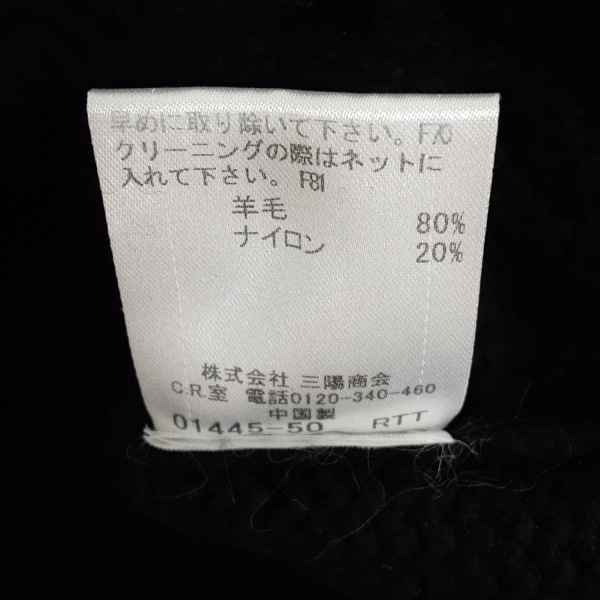 早めに取り除いて下さい。F70
クリーニングの際はネットに
入れて下さい。F81
羊毛 80%
ナイロン 20%
株式会社 三陽商会
C.R.室 電話0120-340-460
中国製
01445-50 RTT